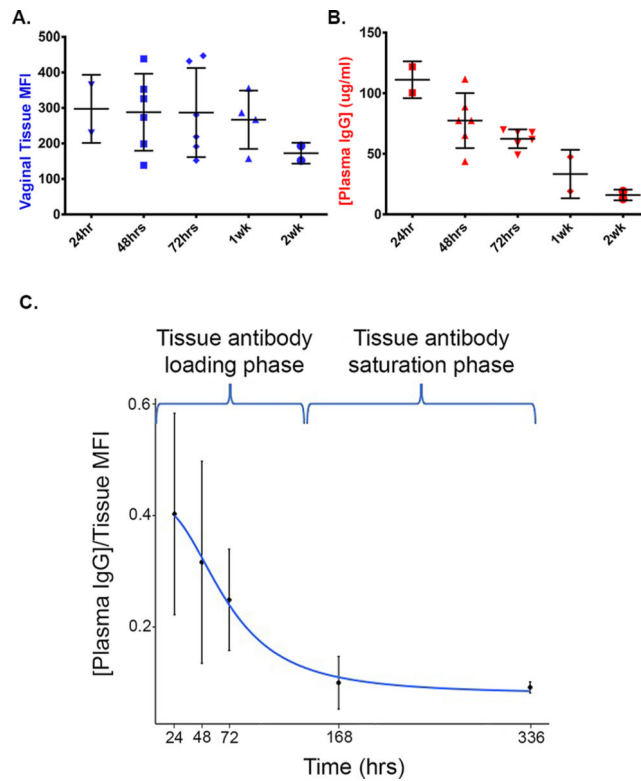 A.
Vaginal Tissue MFI
500
400
300
200
100
0
24hr
48hrs
72hrs
1wk
2wk
B.
[Plasma IgG] (ug/ml)
150
100
50
0
24hr
48hrs
72hrs
1wk
2wk
C.
Tissue antibody
loading phase
Tissue antibody
saturation phase
[Plasma IgG]/Tissue MFI
0.6
0.4
0.2
24
48
72
168
336
Time (hrs)